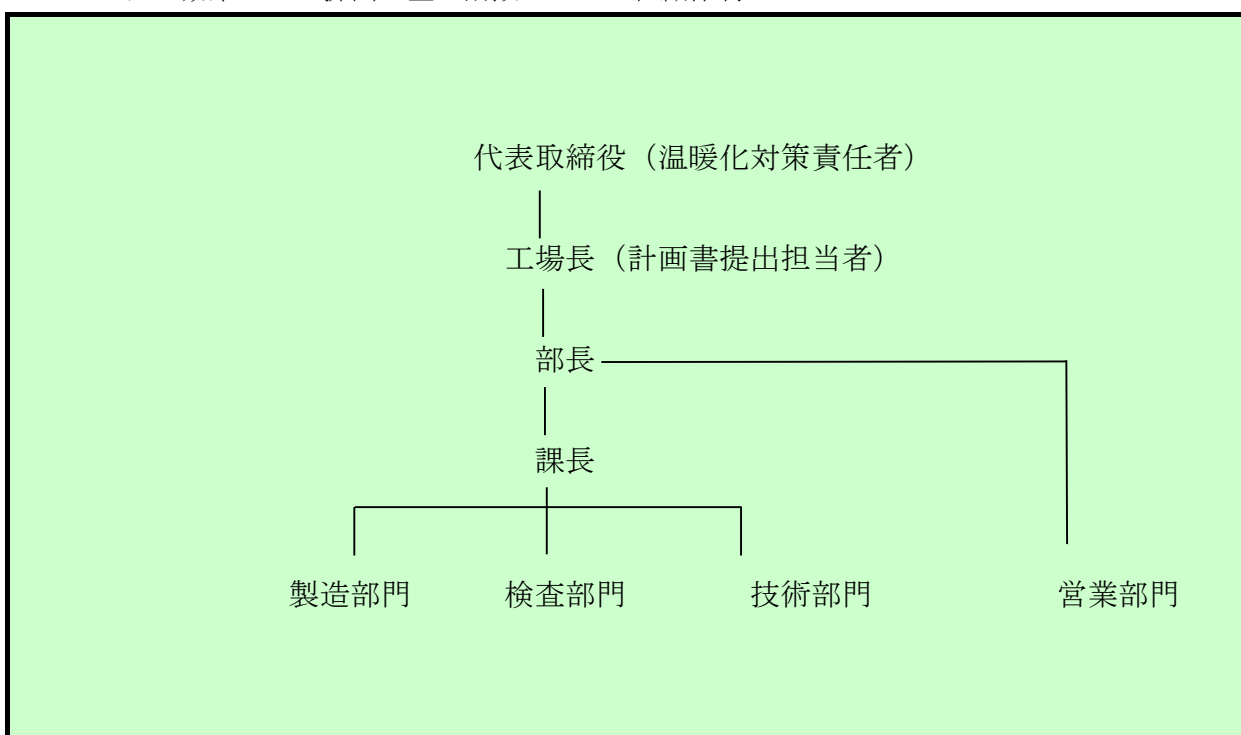 代表取締役（温暖化対策責任者）
工場長（計画書提出担当者）
部長
課長
製造部門 検査部門 技術部門 営業部門